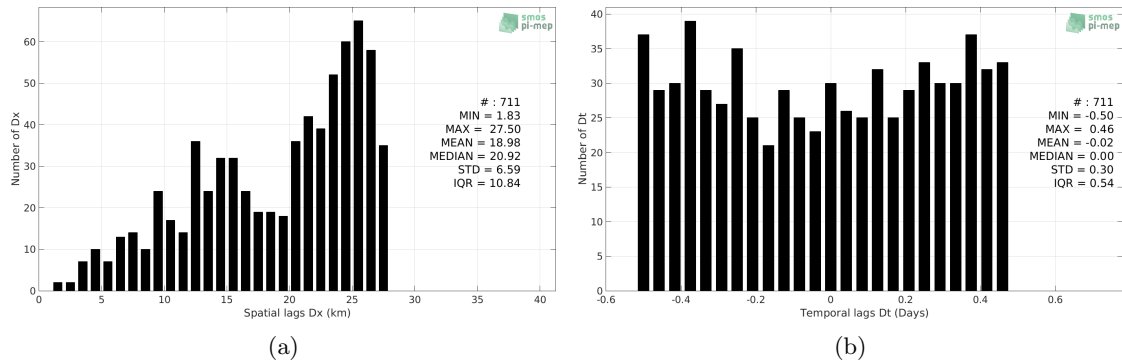 smos
pi-mep
Number of Dx
60
50
40
30
20
10
0
# : 711
MIN = 1.83
MAX = 27.50
MEAN = 18.98
MEDIAN = 20.92
STD = 6.59
IQR = 10.84
0 5 10 15 20 25 30 35 40
Spatial lags Dx (km)
(a)
smos
pi-mep
Number of Dt
40
35
30
25
20
15
10
5
0
# : 711
MIN = -0.50
MAX = 0.46
MEAN = -0.02
MEDIAN = 0.00
STD = 0.30
IQR = 0.54
-0.6 -0.4 -0.2 0 0.2 0.4 0.6
Temporal lags Dt (Days)
(b)